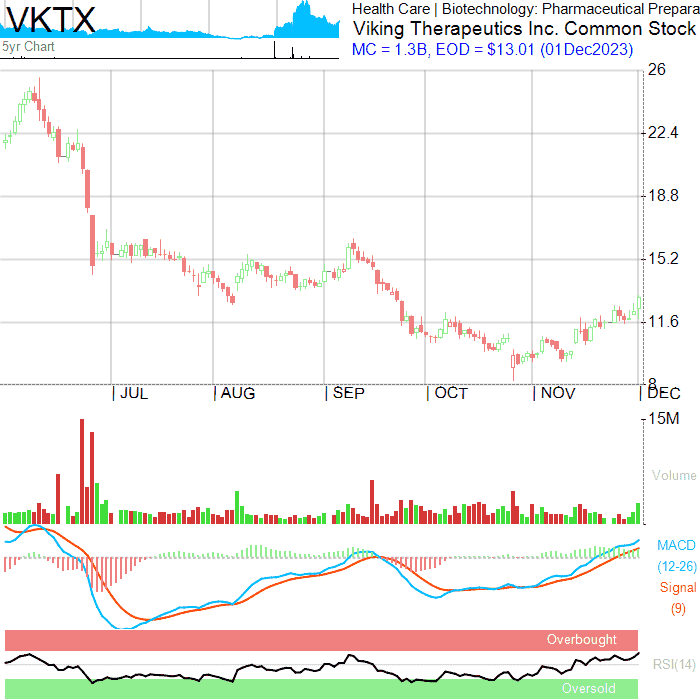 VKTX
5yr Chart
Health Care | Biotechnology: Pharmaceutical Prepara
Viking Therapeutics Inc. Common Stock
MC = 1.3B, EOD = $13.01 (01Dec2023)
26
22.4
18.8
15.2
11.6
8
JUL AUG SEP OCT NOV DEC
15M
Volume
MACD
(12-26)
Signal
(9)
Overbought
RSI(14)
Oversold